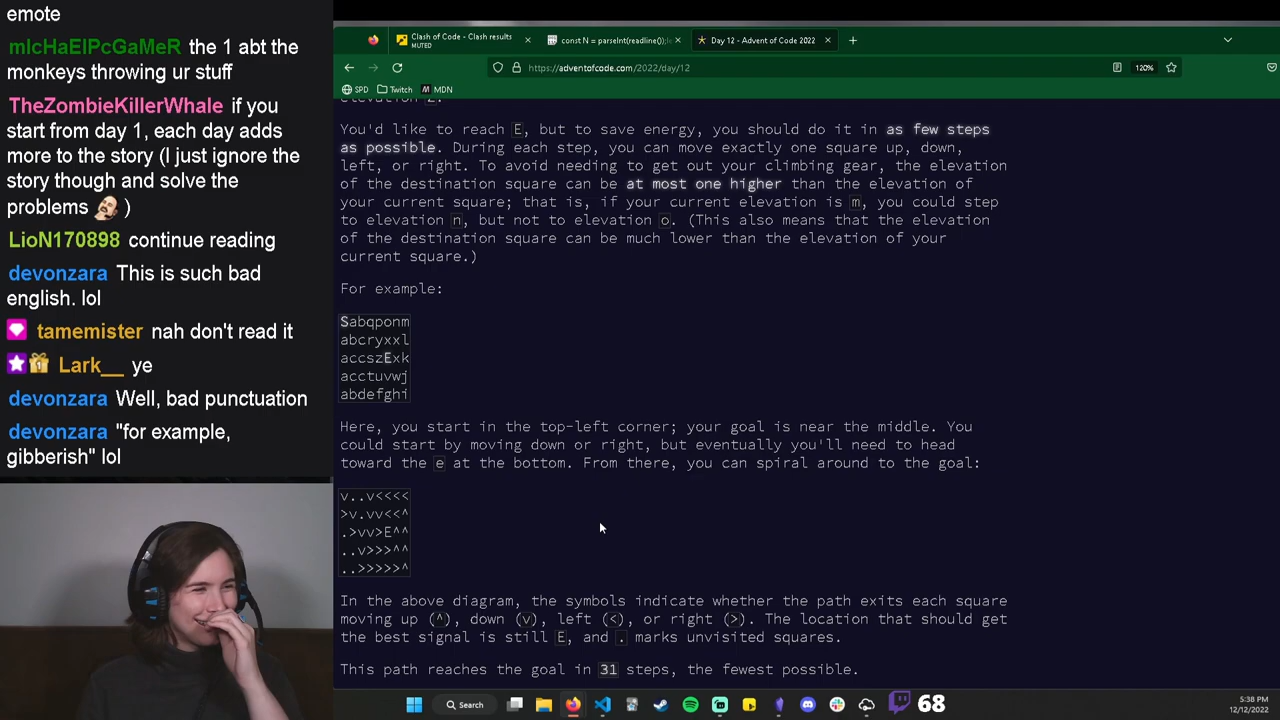 emote
mIcHaElPcGaMeR the 1 abt the
monkeys throwing ur stuff
TheZombieKillerWhale if you
start from day 1, each day adds
more to the story (I just ignore the
story though and solve the
problems )
LioN170898 continue reading
devonzara This is such bad
english. lol
tamemister nah don't read it
Lark__ ye
devonzara Well, bad punctuation
devonzara "for example,
gibberish" lol
Clash of Code - Clash results
MUTED
const N = parseInt(readline());le
Day 12 - Advent of Code 2022
https://adventofcode.com/2022/day/12
120%
SPD Twitch M MDN
elevation z.
You'd like to reach E, but to save energy, you should do it in as few steps
as possible. During each step, you can move exactly one square up, down,
left, or right. To avoid needing to get out your climbing gear, the elevation
of the destination square can be at most one higher than the elevation of
your current square; that is, if your current elevation is m, you could step
to elevation n, but not to elevation o. (This also means that the elevation
of the destination square can be much lower than the elevation of your
current square.)
For example:
Sabqponm
abcryxxl
accszExk
acctuvwj
abdefghi
Here, you start in the top-left corner; your goal is near the middle. You
could start by moving down or right, but eventually you'll need to head
toward the e at the bottom. From there, you can spiral around to the goal:
v..v<<<<
>v.vv<<^
.>vv>E^^
..v>>>^^
..>>>>>^
In the above diagram, the symbols indicate whether the path exits each square
moving up (^), down (v), left (<), or right (>). The location that should get
the best signal is still E, and . marks unvisited squares.
This path reaches the goal in 31 steps, the fewest possible.
Search
68
5:38 PM
12/12/2022